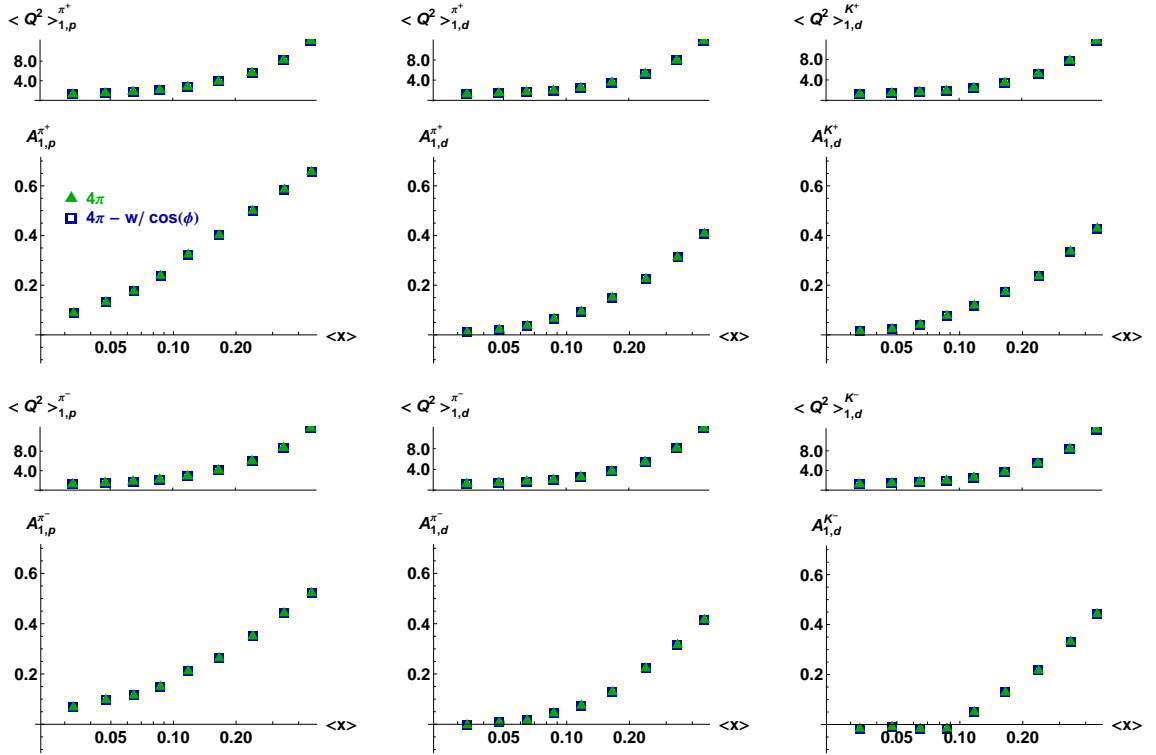 < Q² >^{π⁺}_{1,p} < Q² >^{π⁺}_{1,d} < Q² >^{K⁺}_{1,d}
8.0 8.0 8.0
4.0 4.0 4.0
A^{π⁺}_{1,p} A^{π⁺}_{1,d} A^{K⁺}_{1,d}
0.6 0.6 0.6
4π
4π – w/ cos(ϕ)
0.4 0.4 0.4
0.2 0.2 0.2
0.05 0.10 0.20 <x> 0.05 0.10 0.20 <x> 0.05 0.10 0.20 <x>
< Q² >^{π⁻}_{1,p} < Q² >^{π⁻}_{1,d} < Q² >^{K⁻}_{1,d}
8.0 8.0 8.0
4.0 4.0 4.0
A^{π⁻}_{1,p} A^{π⁻}_{1,d} A^{K⁻}_{1,d}
0.6 0.6 0.6
0.4 0.4 0.4
0.2 0.2 0.2
0.05 0.10 0.20 <x> 0.05 0.10 0.20 <x> 0.05 0.10 0.20 <x>